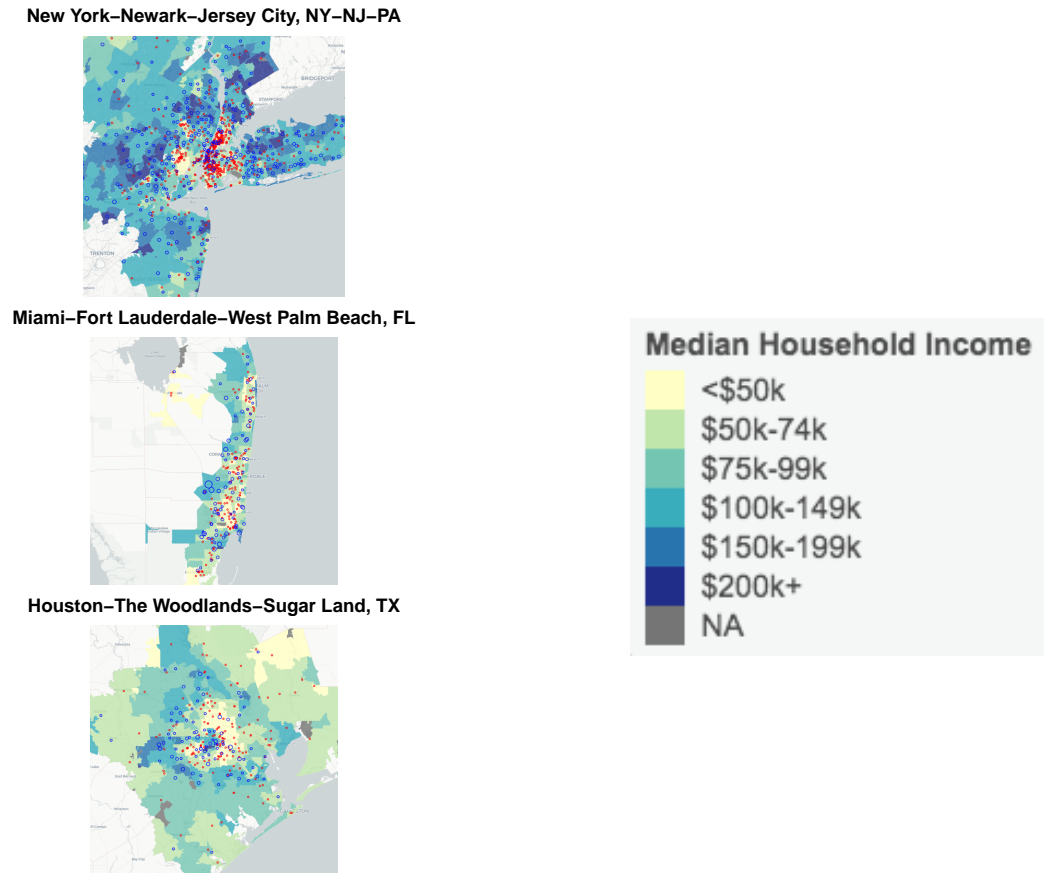 New York−Newark−Jersey City, NY−NJ−PA
BRIDGEPORT
STAMFORD
TRENTON
Miami−Fort Lauderdale−West Palm Beach, FL
Houston−The Woodlands−Sugar Land, TX
Median Household Income
<$50k
$50k-74k
$75k-99k
$100k-149k
$150k-199k
$200k+
NA